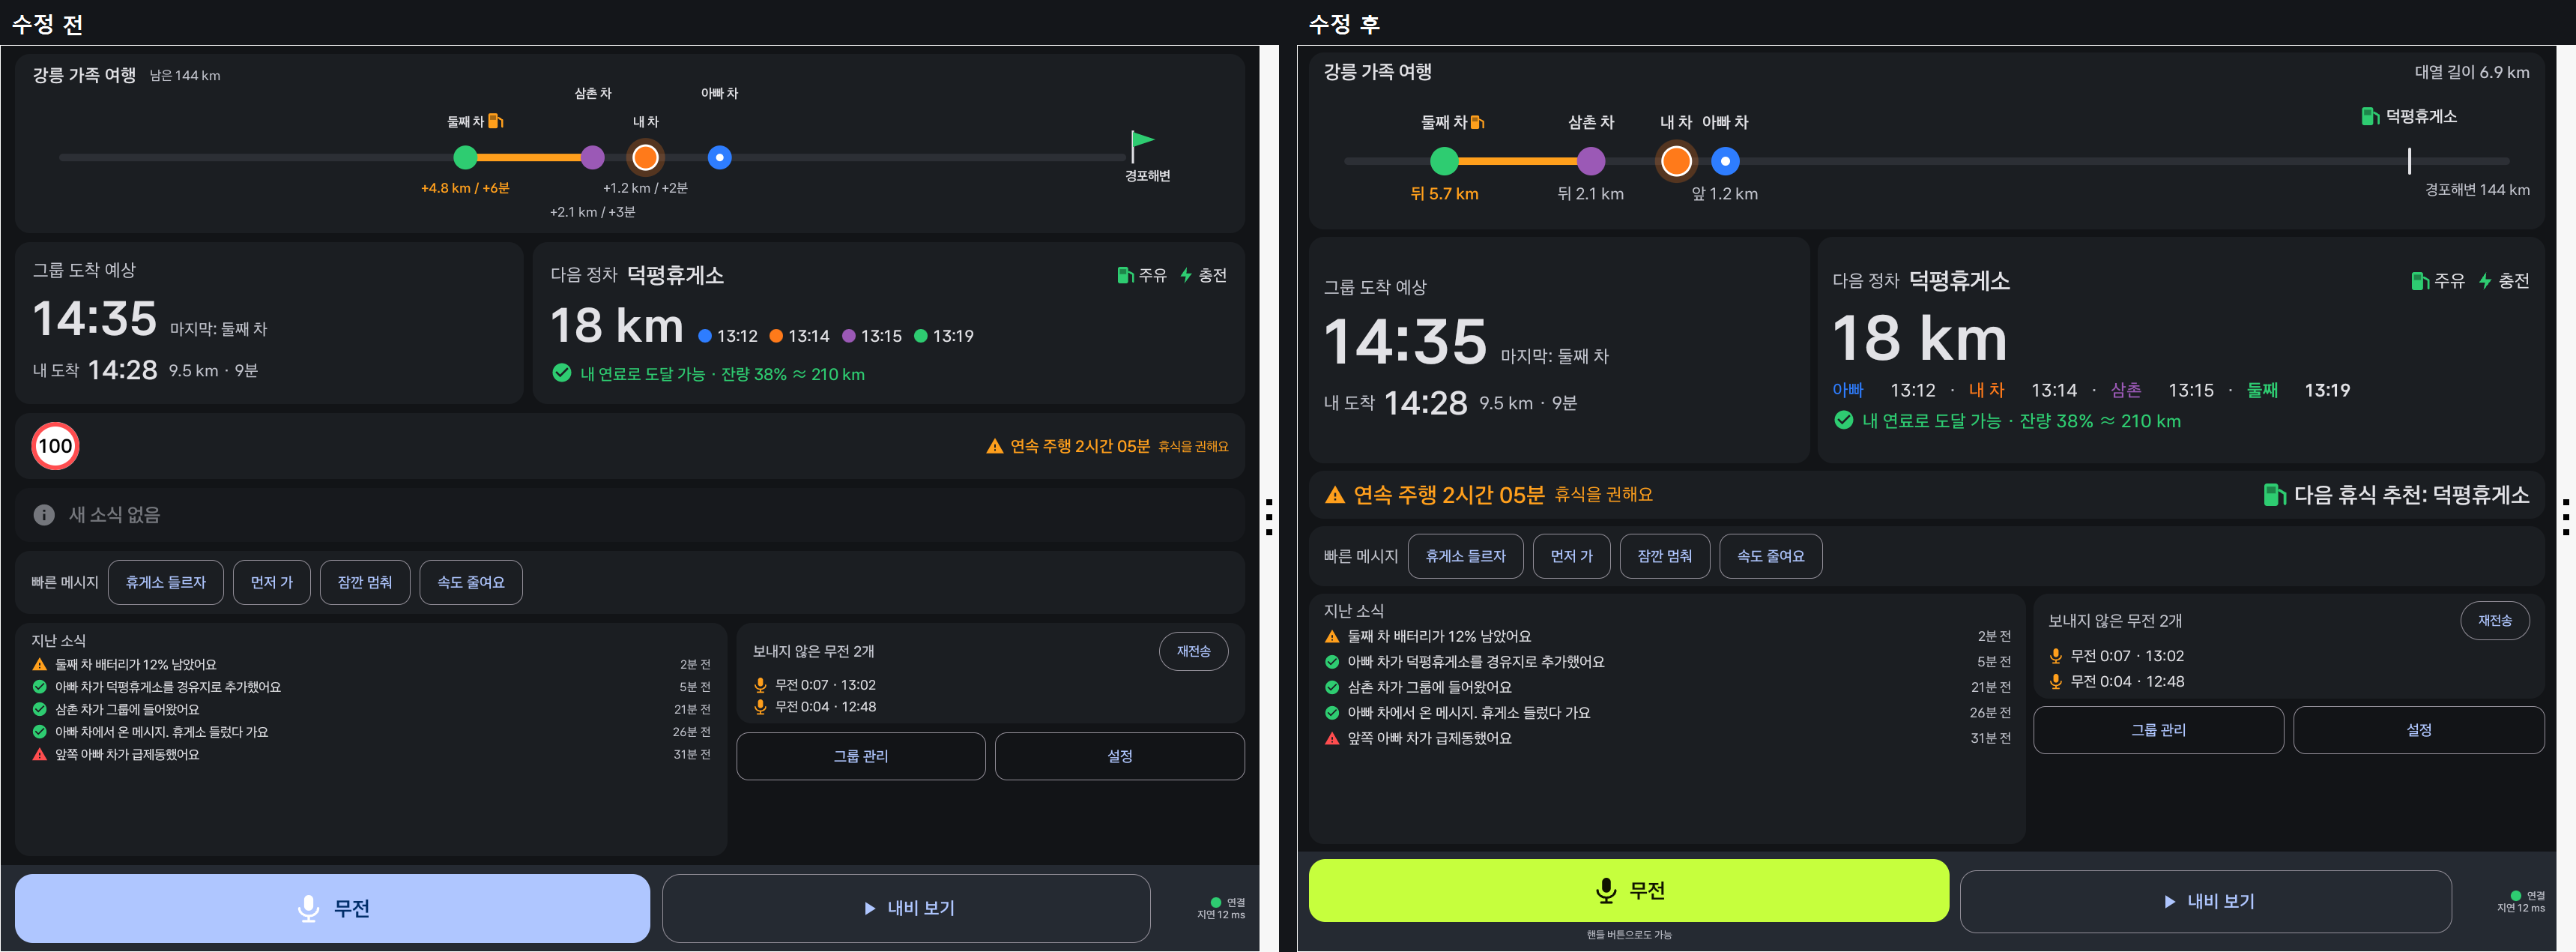 수정 전
강릉 가족 여행 남은 144 km
삼촌 차 아빠 차
둘째 차 내 차
경포해변
+4.8 km / +6분 +1.2 km / +2분
+2.1 km / +3분
그룹 도착 예상
14:35 마지막: 둘째 차
내 도착 14:28 9.5 km · 9분
다음 정차 덕평휴게소 주유 충전
18 km 13:12 13:14 13:15 13:19
내 연료로 도달 가능 · 잔량 38% ≈ 210 km
100 연속 주행 2시간 05분 휴식을 권해요
새 소식 없음
빠른 메시지 휴게소 들르자 먼저 가 잠깐 멈춰 속도 줄여요
지난 소식
둘째 차 배터리가 12% 남았어요 2분 전
아빠 차가 덕평휴게소를 경유지로 추가했어요 5분 전
삼촌 차가 그룹에 들어왔어요 21분 전
아빠 차에서 온 메시지. 휴게소 들렀다 가요 26분 전
앞쪽 아빠 차가 급제동했어요 31분 전
보내지 않은 무전 2개 재전송
무전 0:07 · 13:02
무전 0:04 · 12:48
그룹 관리 설정
무전 내비 보기 연결
지연 12 ms
수정 후
강릉 가족 여행 대열 길이 6.9 km
덕평휴게소
둘째 차 삼촌 차 내 차 아빠 차
뒤 5.7 km 뒤 2.1 km 앞 1.2 km 경포해변 144 km
그룹 도착 예상
14:35 마지막: 둘째 차
내 도착 14:28 9.5 km · 9분
다음 정차 덕평휴게소 주유 충전
18 km
아빠 13:12 · 내 차 13:14 · 삼촌 13:15 · 둘째 13:19
내 연료로 도달 가능 · 잔량 38% ≈ 210 km
연속 주행 2시간 05분 휴식을 권해요 다음 휴식 추천: 덕평휴게소
빠른 메시지 휴게소 들르자 먼저 가 잠깐 멈춰 속도 줄여요
지난 소식
둘째 차 배터리가 12% 남았어요 2분 전
아빠 차가 덕평휴게소를 경유지로 추가했어요 5분 전
삼촌 차가 그룹에 들어왔어요 21분 전
아빠 차에서 온 메시지. 휴게소 들렀다 가요 26분 전
앞쪽 아빠 차가 급제동했어요 31분 전
보내지 않은 무전 2개 재전송
무전 0:07 · 13:02
무전 0:04 · 12:48
그룹 관리 설정
무전 내비 보기 연결
지연 12 ms
핸들 버튼으로도 가능